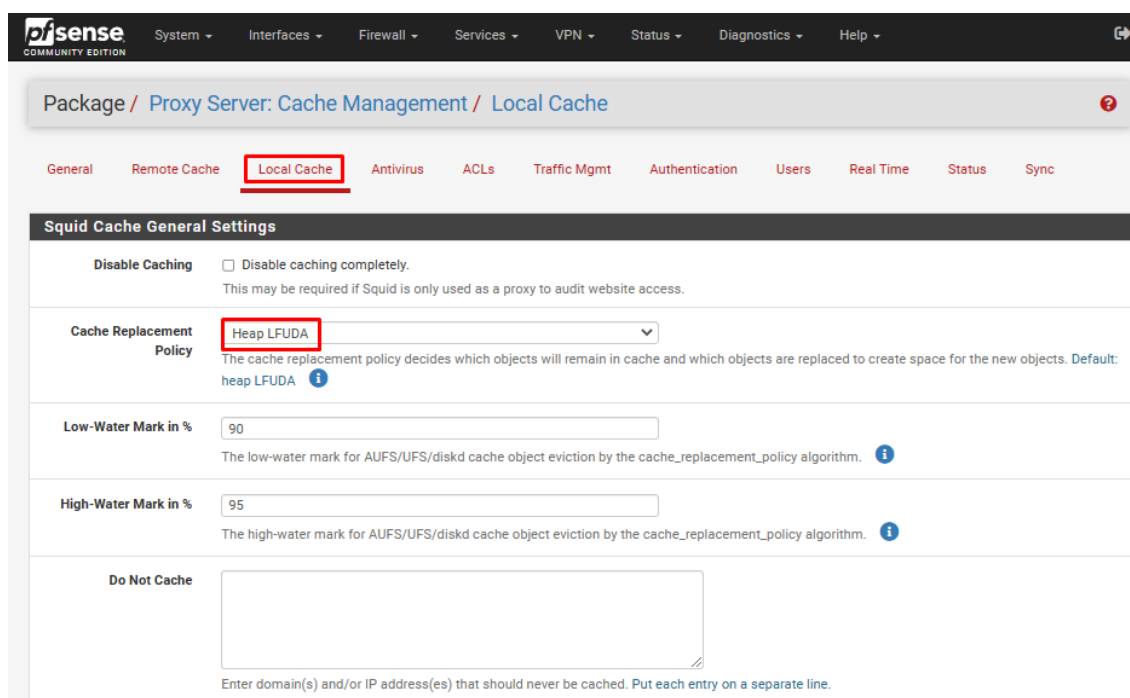 pfsense
COMMUNITY EDITION
System Interfaces Firewall Services VPN Status Diagnostics Help
Package / Proxy Server: Cache Management / Local Cache
General Remote Cache Local Cache Antivirus ACLs Traffic Mgmt Authentication Users Real Time Status Sync
Squid Cache General Settings
Disable Caching
Disable caching completely.
This may be required if Squid is only used as a proxy to audit website access.
Cache Replacement
Policy
Heap LFUDA
The cache replacement policy decides which objects will remain in cache and which objects are replaced to create space for the new objects. Default:
heap LFUDA
Low-Water Mark in %
90
The low-water mark for AUFS/UFS/diskd cache object eviction by the cache_replacement_policy algorithm.
High-Water Mark in %
95
The high-water mark for AUFS/UFS/diskd cache object eviction by the cache_replacement_policy algorithm.
Do Not Cache
Enter domain(s) and/or IP address(es) that should never be cached. Put each entry on a separate line.